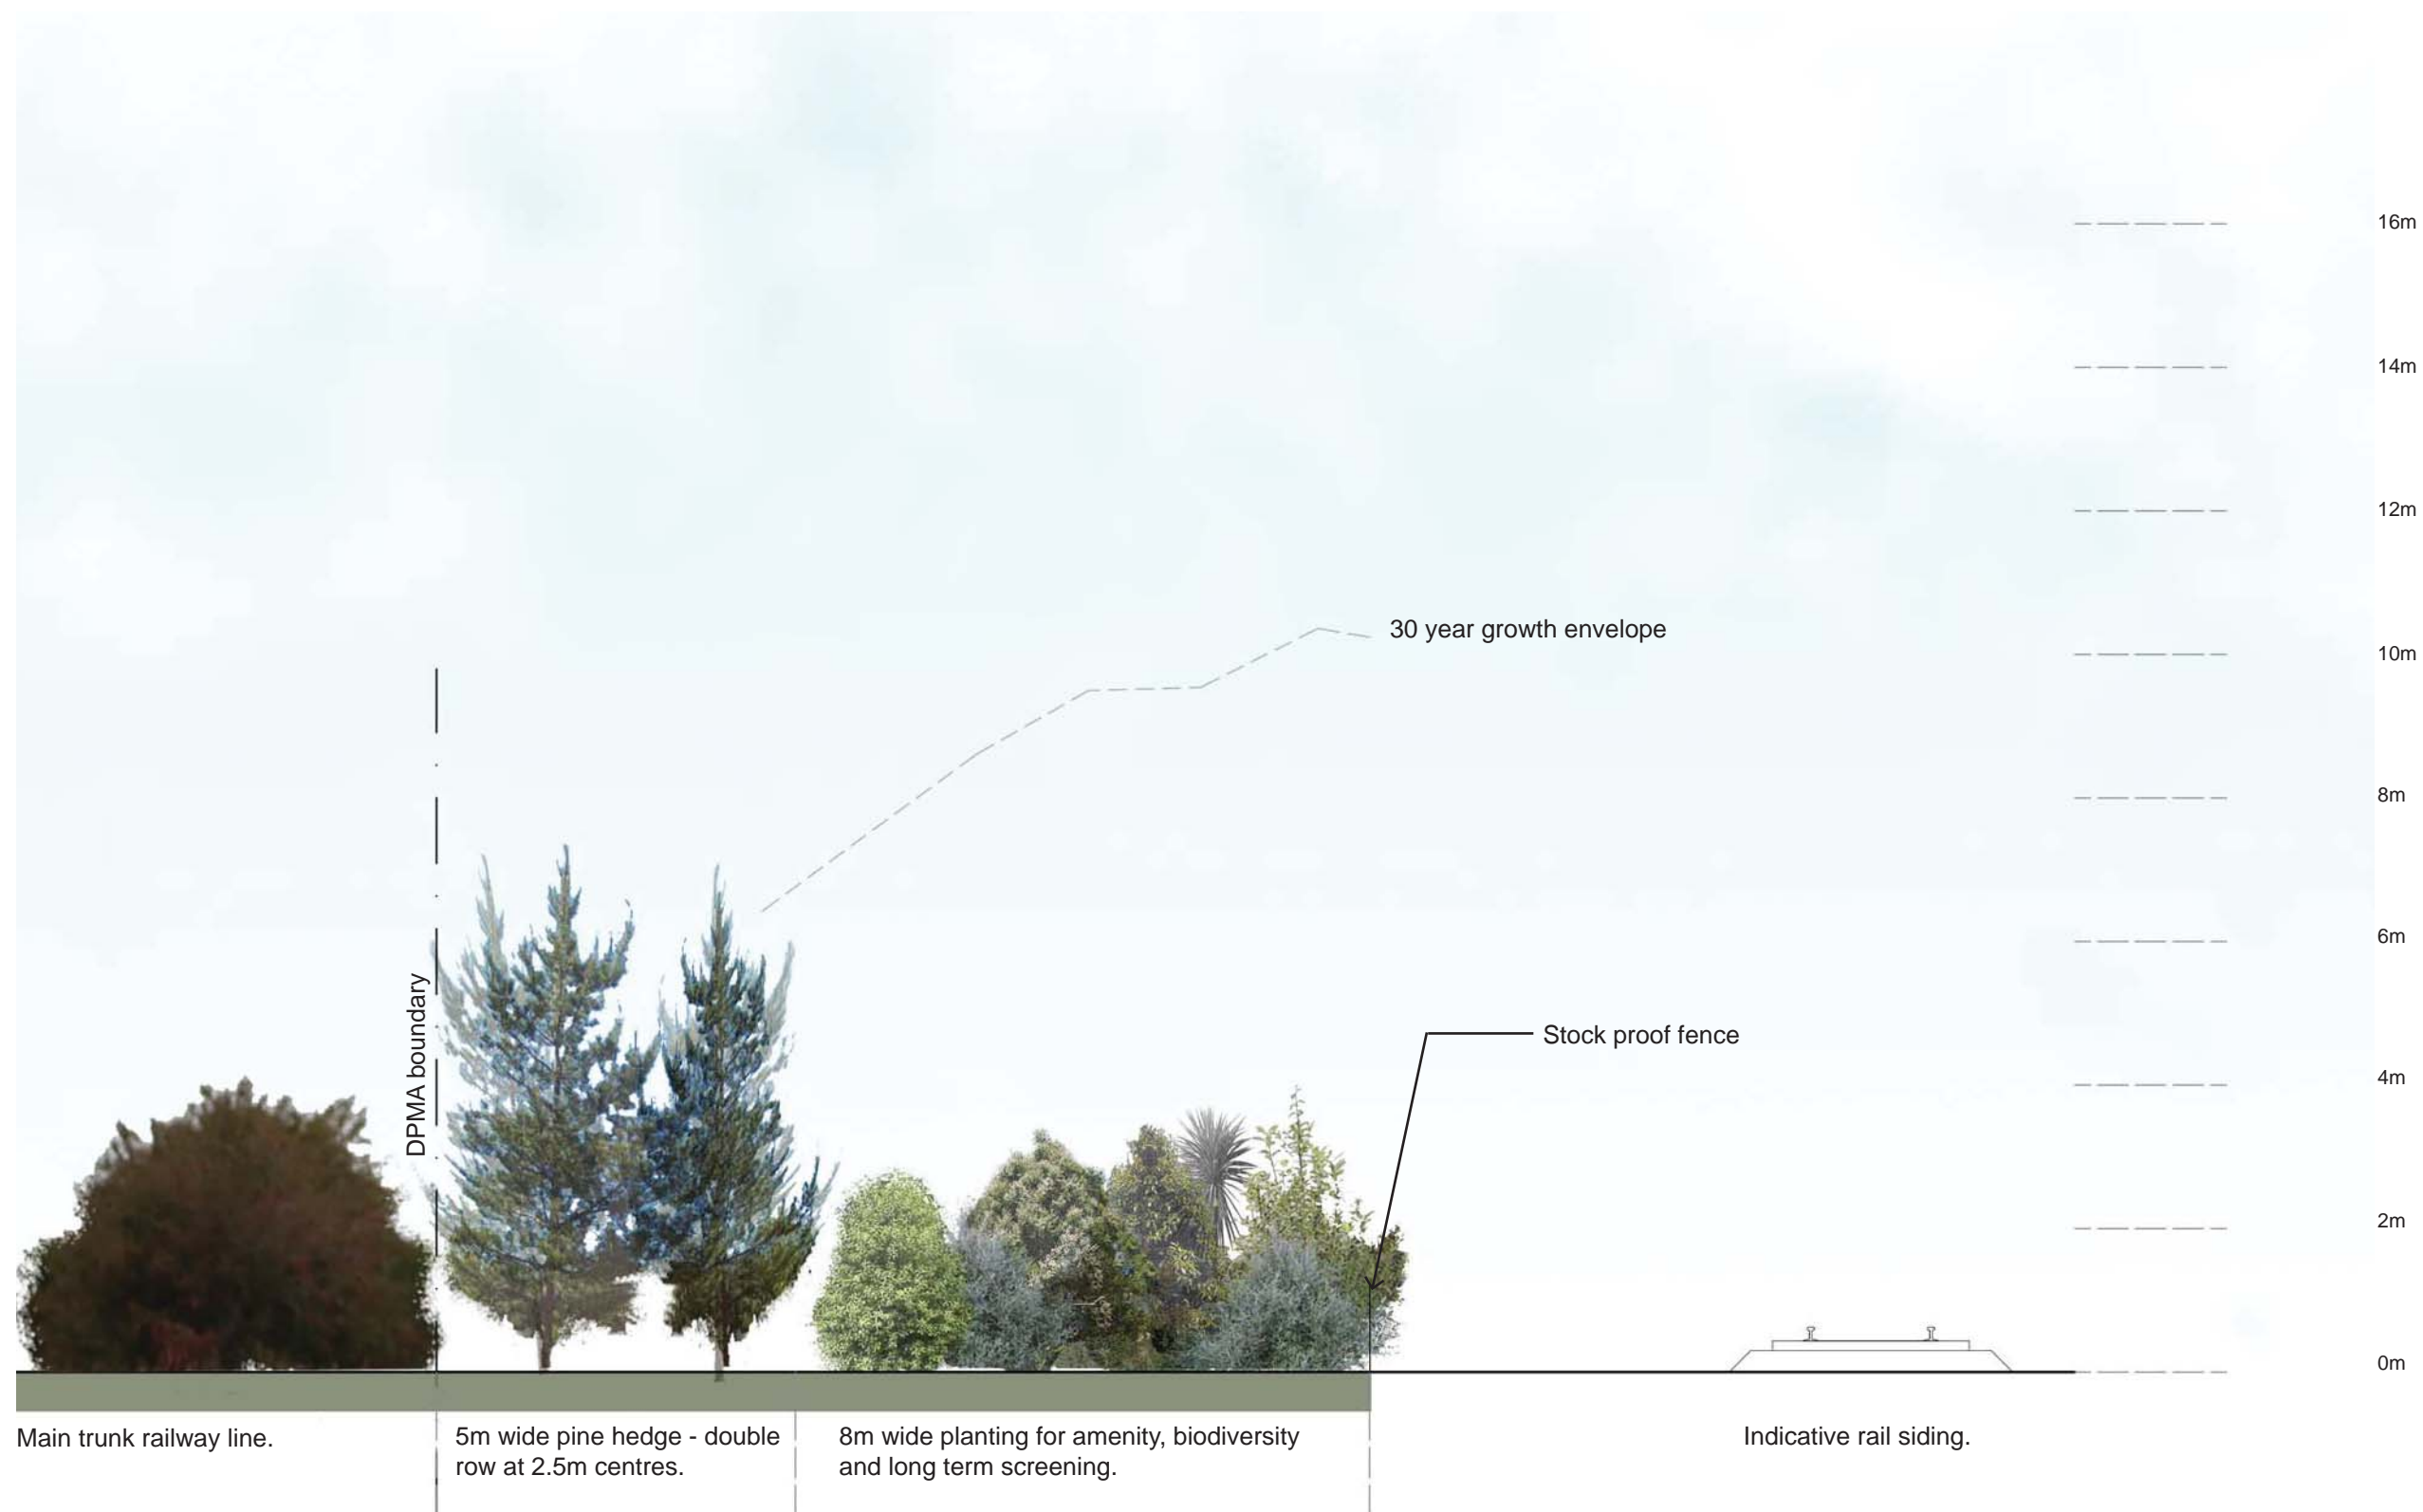 16m
14m
12m
30 year growth envelope
10m
8m
6m
DPMA boundary
Stock proof fence
4m
2m
0m
Main trunk railway line.
5m wide pine hedge - double
row at 2.5m centres.
8m wide planting for amenity, biodiversity
and long term screening.
Indicative rail siding.